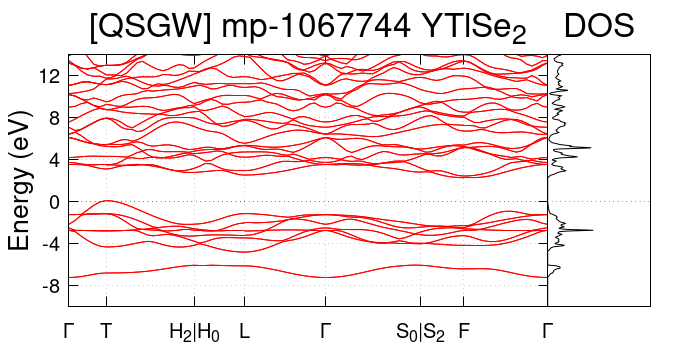 [QSGW] mp-1067744 YTlSe₂ DOS
Energy (eV)
12
8
4
0
-4
-8
Γ T H₂|H₀ L Γ S₀|S₂ F Γ